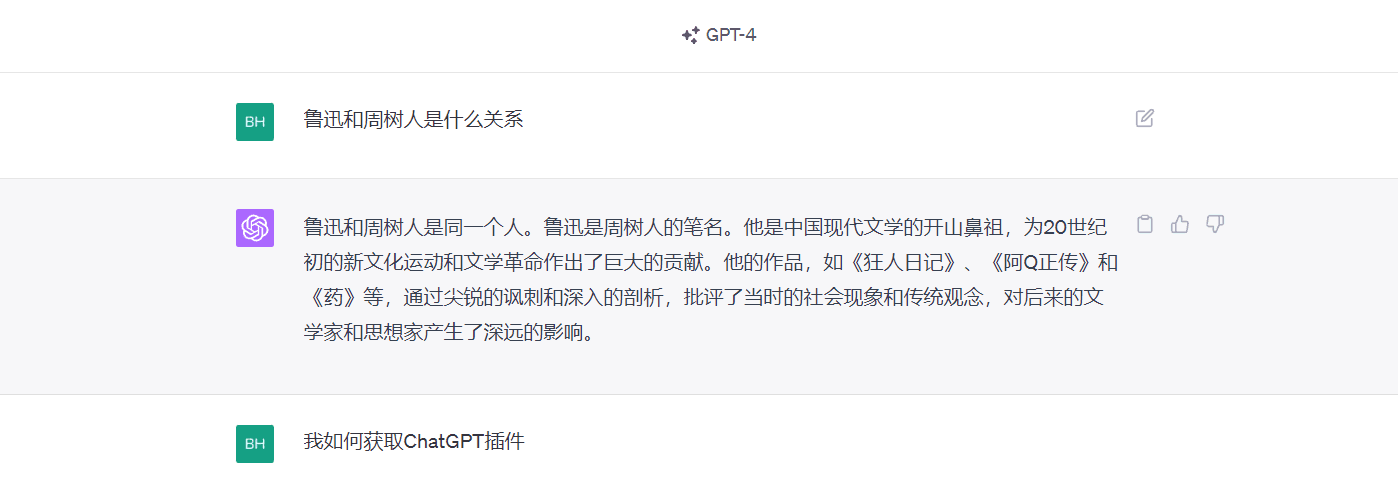 GPT-4
BH
鲁迅和周树人是什么关系
鲁迅和周树人是同一个人。鲁迅是周树人的笔名。他是中国现代文学的开山鼻祖，为20世纪
初的新文化运动和文学革命作出了巨大的贡献。他的作品，如《狂人日记》、《阿Q正传》和
《药》等，通过尖锐的讽刺和深入的剖析，批评了当时的社会现象和传统观念，对后来的文
学家和思想家产生了深远的影响。
BH
我如何获取ChatGPT插件